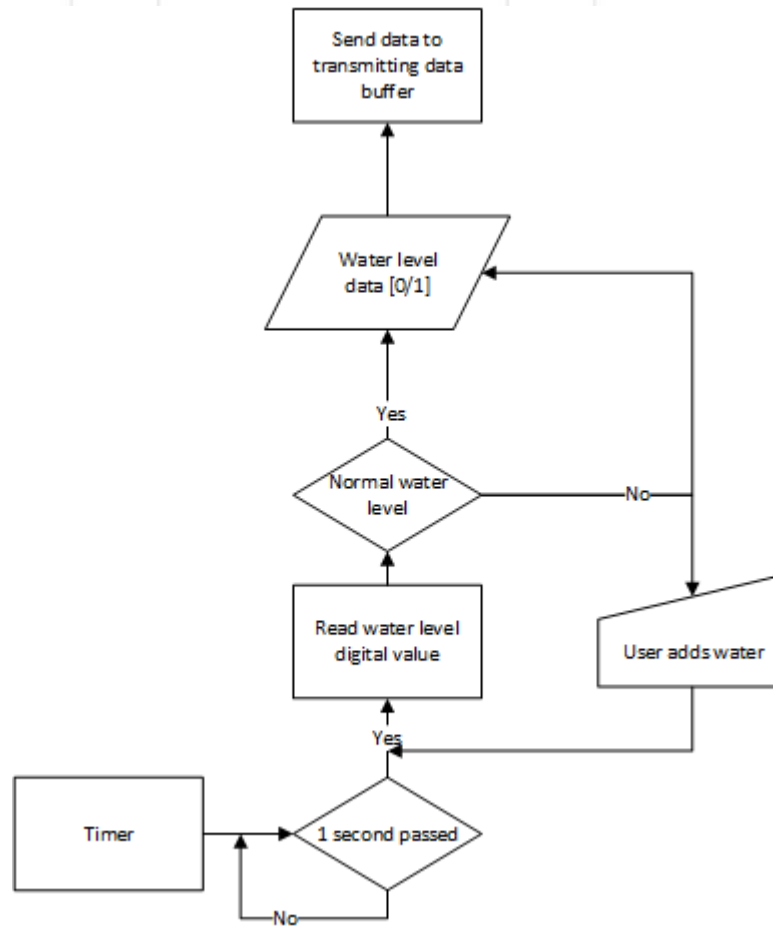 Send data to
transmitting data
buffer
Water level
data [0/1]
Yes
Normal water
level
No
Read water level
digital value
User adds water
Yes
Timer
1 second passed
No